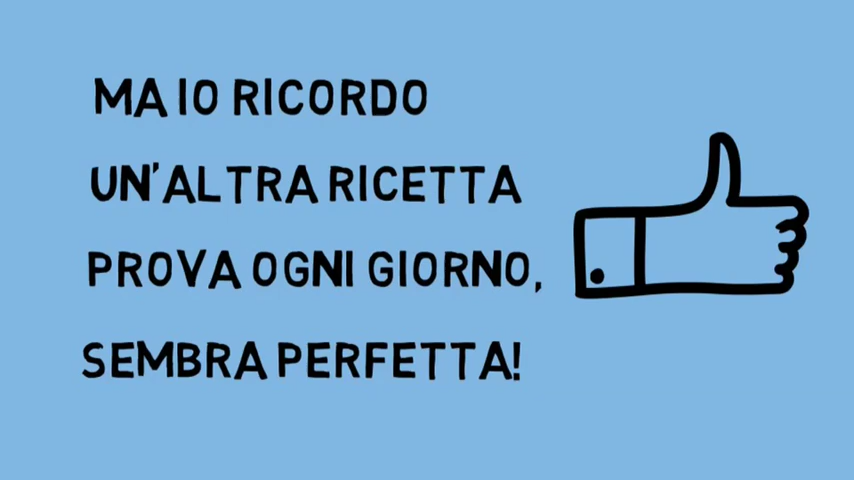 MA IO RICORDO
UN'ALTRA RICETTA
PROVA OGNI GIORNO,
SEMBRA PERFETTA!